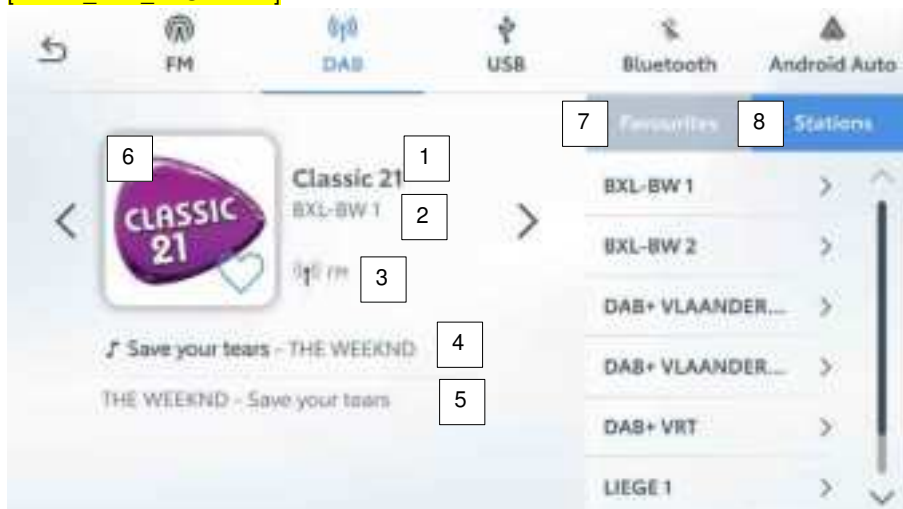 FM
DAB
USB
Bluetooth
Android Auto
7
Favourites
8
Stations
6
1
CLASSIC
21
Classic 21
BXL-BW 1
2
FM
3
Save your tears - THE WEEKND
4
THE WEEKND - Save your tears
5
BXL-BW 1
BXL-BW 2
DAB+ VLAANDER...
DAB+ VLAANDER...
DAB+ VRT
LIEGE 1